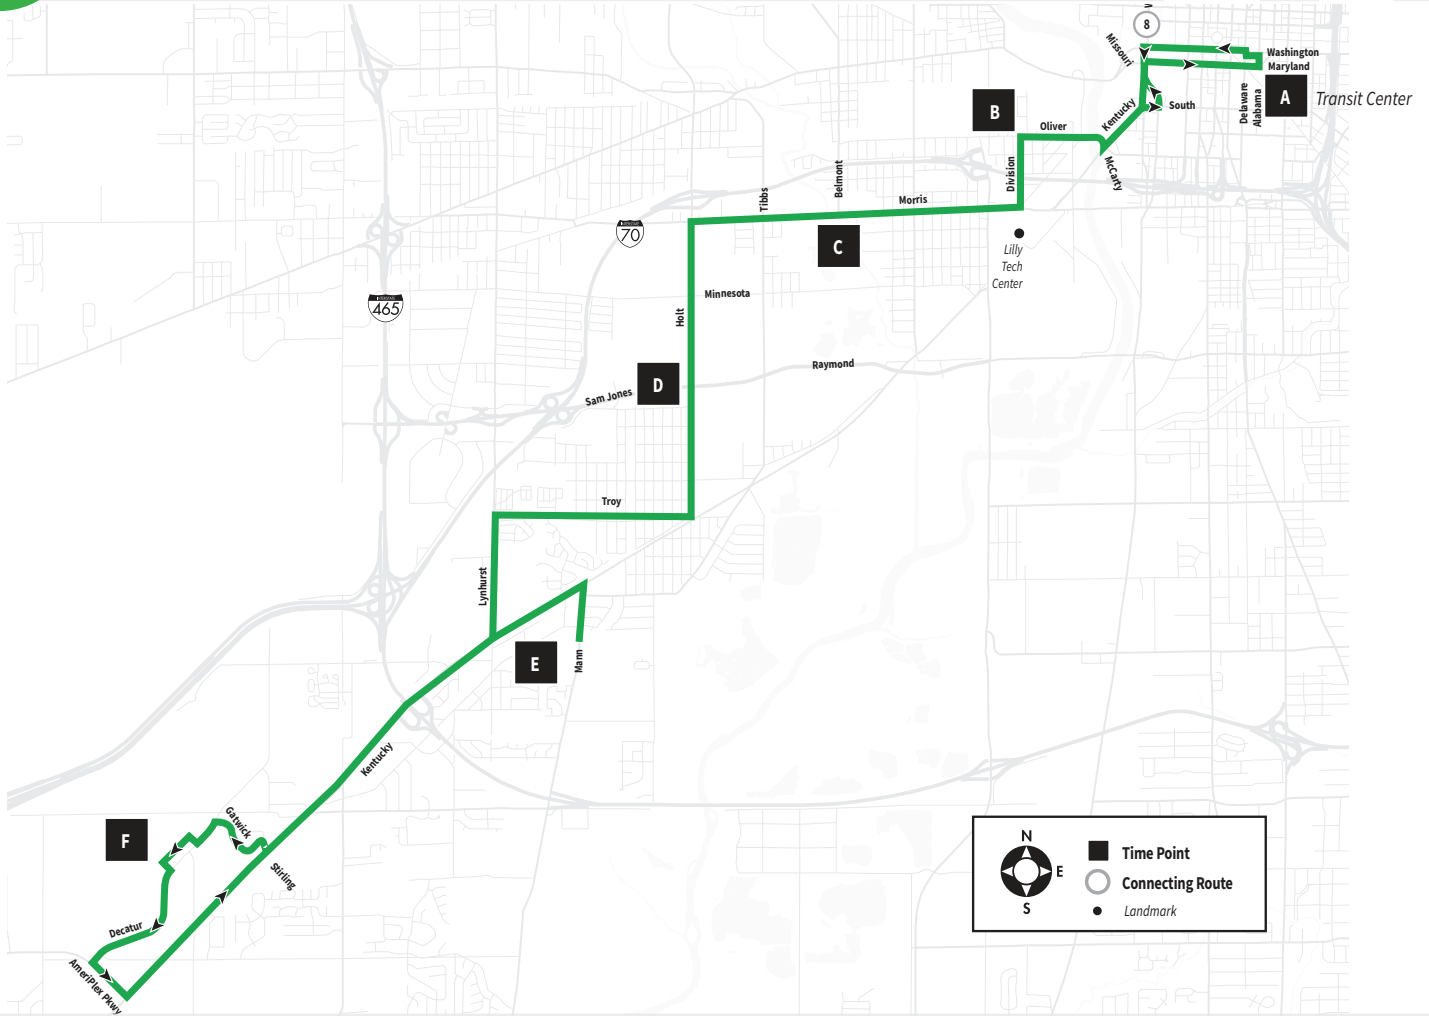 8
Missouri
Washington
Maryland
Delaware
Alabama
A
Transit Center
South
Kentucky
B
Oliver
McCarty
Division
Belmont
Tibbs
Morris
INTERSTATE
70
C
Lilly
Tech
Center
Minnesota
INTERSTATE
465
Holt
Raymond
D
Sam Jones
Troy
Lynhurst
E
Mann
Kentucky
Gatwick
F
Stirling
Decatur
AmeriPlex Pkwy
N
E
S
Time Point
Connecting Route
Landmark